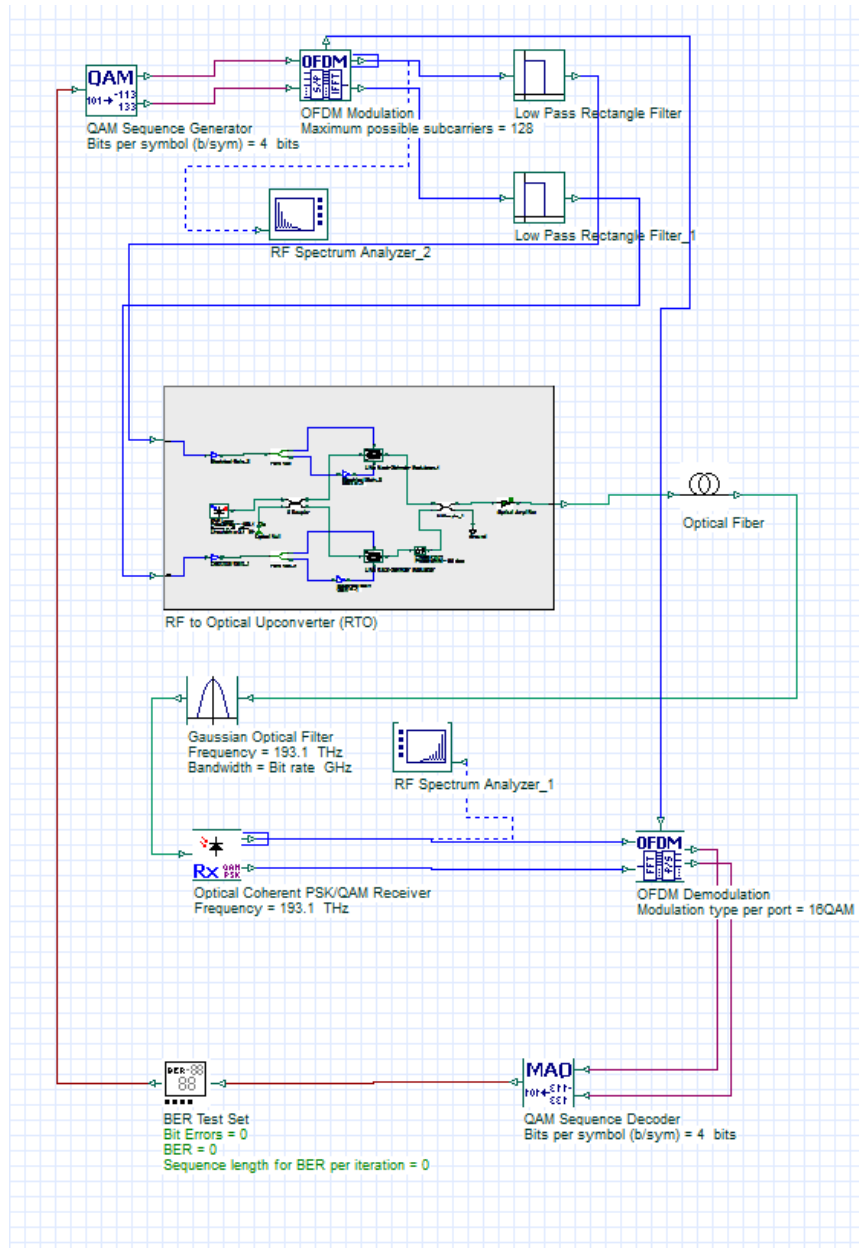 QAM
101→ -113
133
QAM Sequence Generator
Bits per symbol (b/sym) = 4 bits
OFDM
S/P
IFFT
OFDM Modulation
Maximum possible subcarriers = 128
Low Pass Rectangle Filter
Low Pass Rectangle Filter_1
RF Spectrum Analyzer_2
RF to Optical Upconverter (RTO)
Optical Fiber
Gaussian Optical Filter
Frequency = 193.1 THz
Bandwidth = Bit rate GHz
RF Spectrum Analyzer_1
Rx QAM
PSK
Optical Coherent PSK/QAM Receiver
Frequency = 193.1 THz
OFDM
FFT
P/S
OFDM Demodulation
Modulation type per port = 16QAM
BER-88
88
BER Test Set
Bit Errors = 0
BER = 0
Sequence length for BER per iteration = 0
QAM Sequence Decoder
Bits per symbol (b/sym) = 4 bits